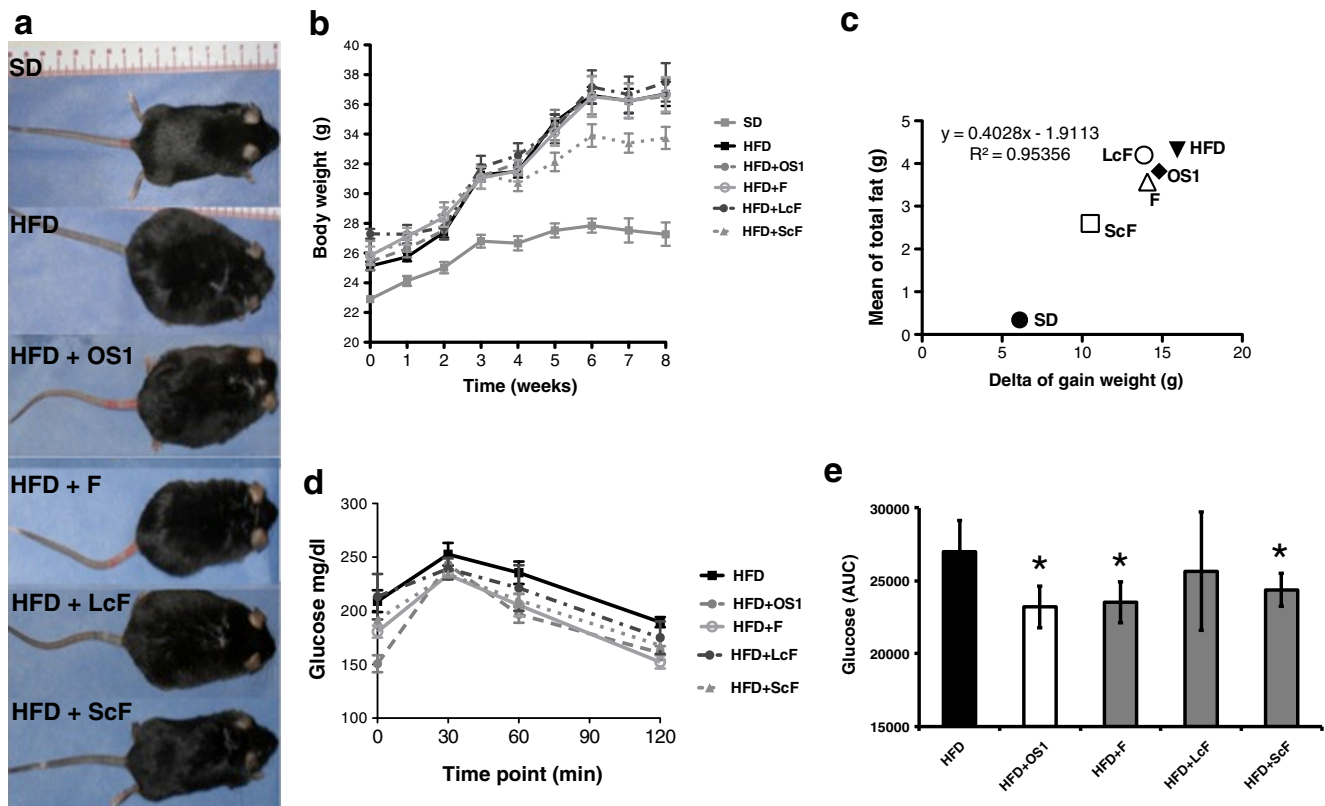 a
SD
HFD
HFD + OS1
HFD + F
HFD + LcF
HFD + ScF
b
Body weight (g)
40
38
36
34
32
30
28
26
24
22
20
0 1 2 3 4 5 6 7 8
Time (weeks)
SD
HFD
HFD+OS1
HFD+F
HFD+LcF
HFD+ScF
c
Mean of total fat (g)
5
4
3
2
1
0
y = 0.4028x - 1.9113
R² = 0.95356
LcF
HFD
OS1
F
ScF
SD
0 5 10 15 20
Delta of gain weight (g)
d
Glucose mg/dl
300
250
200
150
100
0 30 60 90 120
Time point (min)
HFD
HFD+OS1
HFD+F
HFD+LcF
HFD+ScF
e
Glucose (AUC)
30000
25000
20000
15000
* * *
HFD
HFD+OS1
HFD+F
HFD+LcF
HFD+ScF